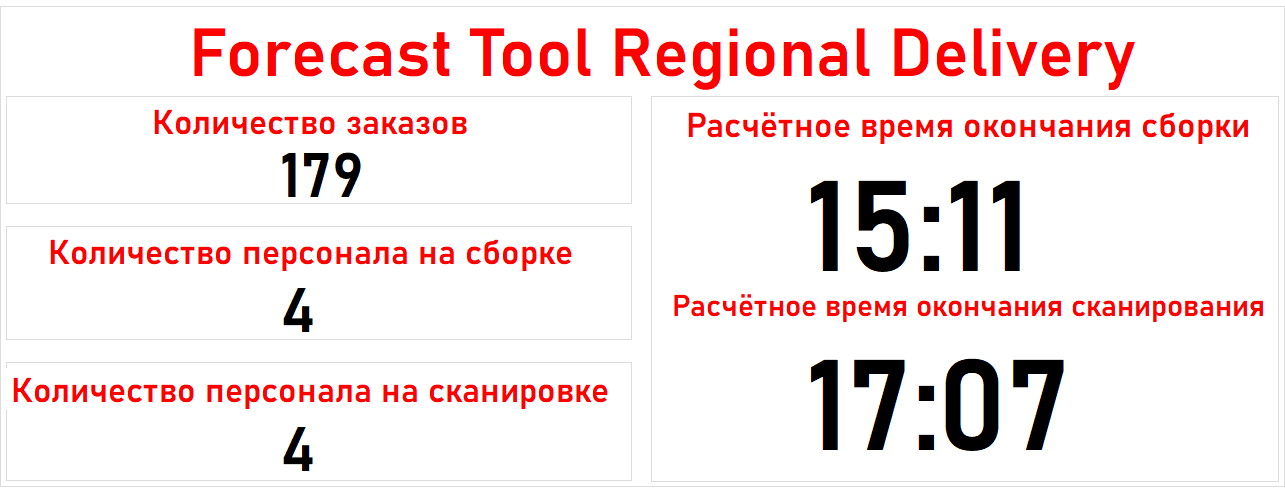 Forecast Tool Regional Delivery
Количество заказов
179
Количество персонала на сборке
4
Количество персонала на сканировке
4
Расчётное время окончания сборки
15:11
Расчётное время окончания сканирования
17:07